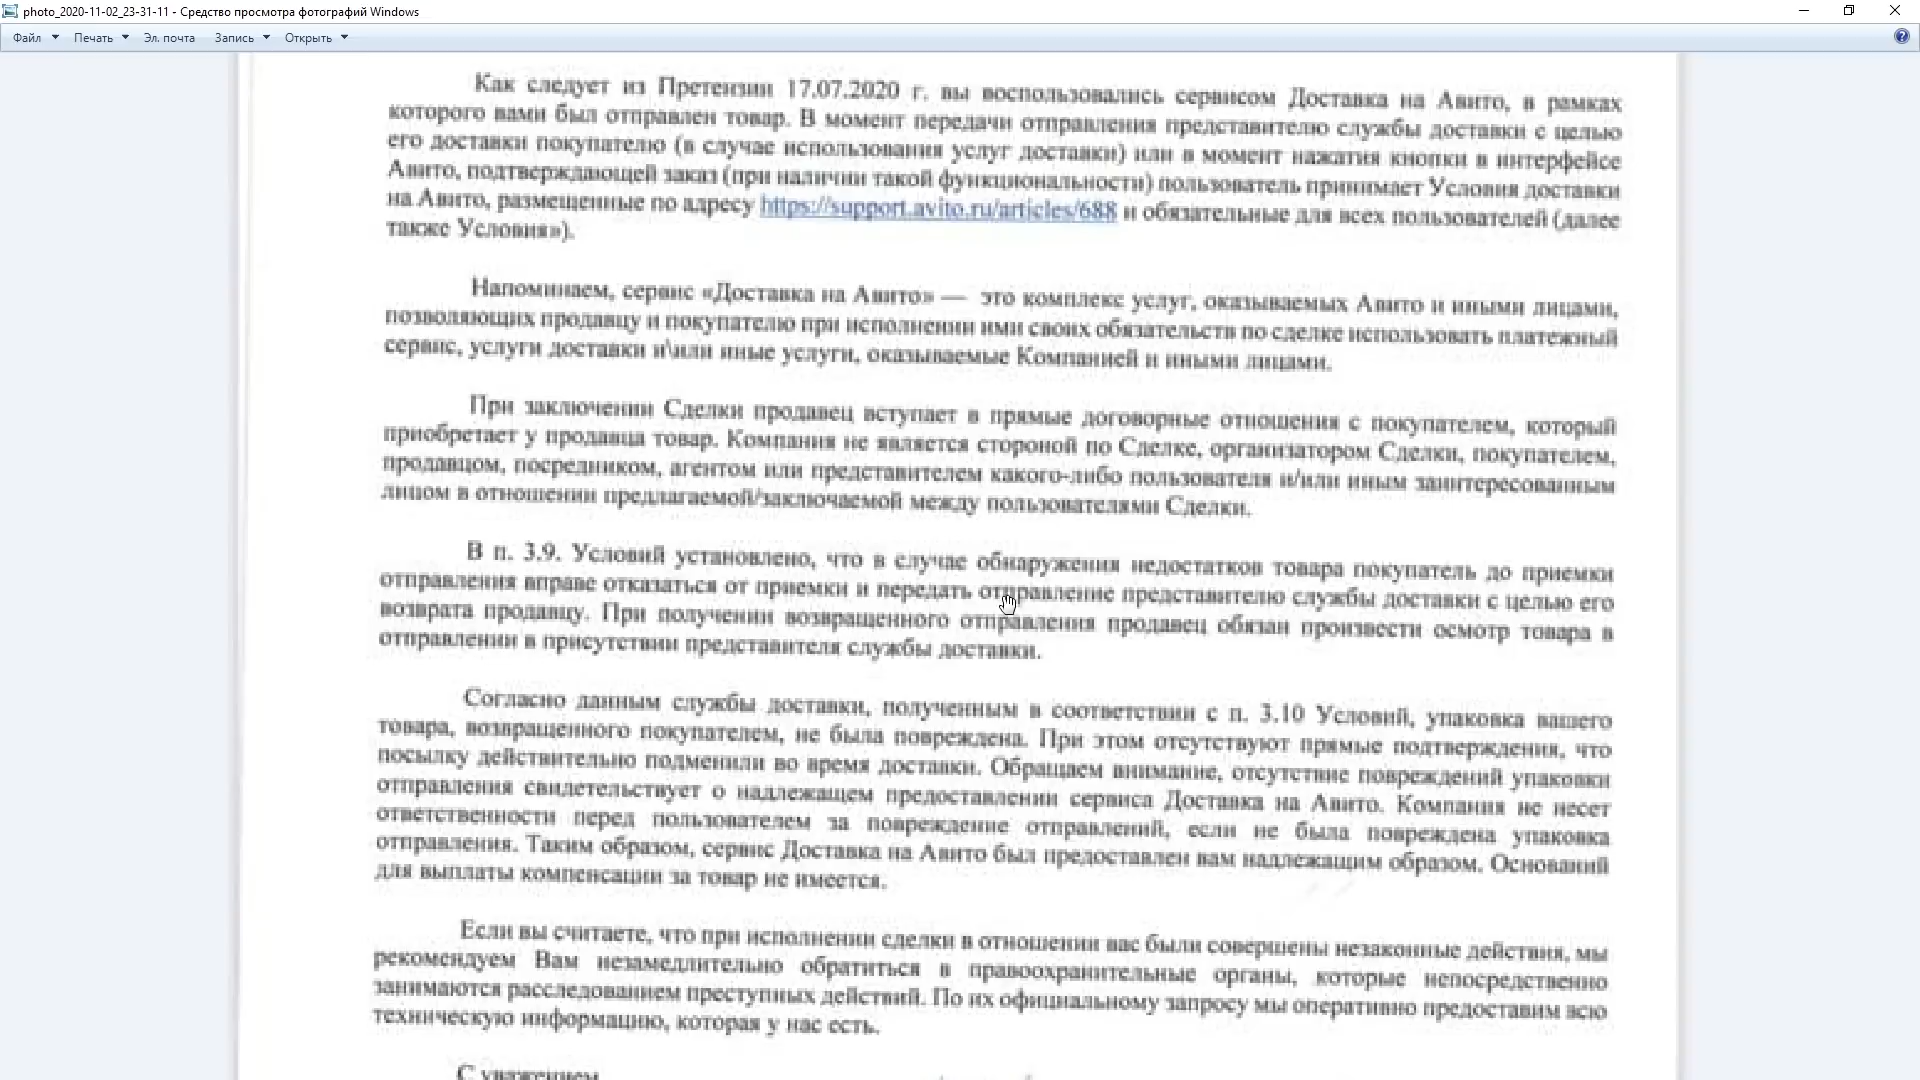 photo_2020-11-02_23-31-11 - Средство просмотра фотографий Windows
Файл Печать Эл. почта Запись Открыть
Как следует из Претензии 17.07.2020 г. вы воспользовались сервисом Доставка на Авито, в рамках
которого вами был отправлен товар. В момент передачи отправления представителю службы доставки с целью
его доставки покупателю (в случае использования услуг доставки) или в момент нажатия кнопки в интерфейсе
Авито, подтверждающей заказ (при наличии такой функциональности) пользователь принимает Условия доставки
на Авито, размещенные по адресу https://support.avito.ru/articles/688 и обязательные для всех пользователей (далее
также Условия»).
Напоминаем, сервис «Доставка на Авито» — это комплекс услуг, оказываемых Авито и иными лицами,
позволяющих продавцу и покупателю при исполнении ими своих обязательств по сделке использовать платежный
сервис, услуги доставки и\или иные услуги, оказываемые Компанией и иными лицами.
При заключении Сделки продавец вступает в прямые договорные отношения с покупателем, который
приобретает у продавца товар. Компания не является стороной по Сделке, организатором Сделки, покупателем,
продавцом, посредником, агентом или представителем какого-либо пользователя и/или иным заинтересованным
лицом в отношении предлагаемой/заключаемой между пользователями Сделки.
В п. 3.9. Условий установлено, что в случае обнаружения недостатков товара покупатель до приемки
отправления вправе отказаться от приемки и передать отправление представителю службы доставки с целью его
возврата продавцу. При получении возвращенного отправления продавец обязан произвести осмотр товара в
отправлении в присутствии представителя службы доставки.
Согласно данным службы доставки, полученным в соответствии с п. 3.10 Условий, упаковка вашего
товара, возвращенного покупателем, не была повреждена. При этом отсутствуют прямые подтверждения, что
посылку действительно подменили во время доставки. Обращаем внимание, отсутствие повреждений упаковки
отправления свидетельствует о надлежащем предоставлении сервиса Доставка на Авито. Компания не несет
ответственности перед пользователем за повреждение отправлений, если не была повреждена упаковка
отправления. Таким образом, сервис Доставка на Авито был предоставлен вам надлежащим образом. Оснований
для выплаты компенсации за товар не имеется.
Если вы считаете, что при исполнении сделки в отношении вас были совершены незаконные действия, мы
рекомендуем Вам незамедлительно обратиться в правоохранительные органы, которые непосредственно
занимаются расследованием преступных действий. По их официальному запросу мы оперативно предоставим всю
техническую информацию, которая у нас есть.
С уважением